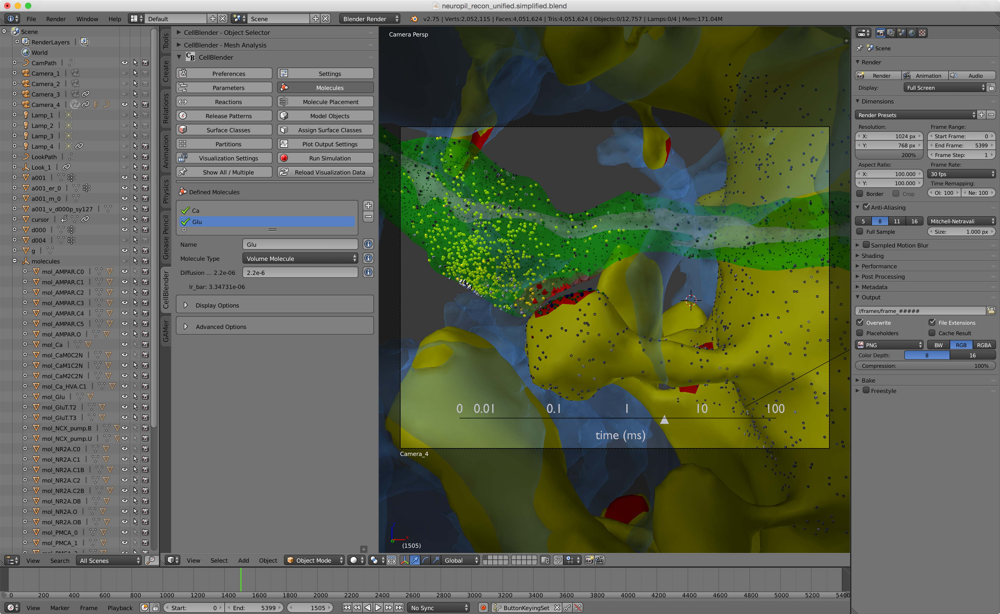 neuropil_recon_unified.simplified.blend
File Render Window Help Default Scene Blender Render v2.75 | Verts:2,052,115 | Faces:4,051,624 | Tris:4,051,624 | Objects:0/12,757 | Lamps:0/4 | Mem:171.04M
Scene
RenderLayers |
World
CamPath |
Camera_1 |
Camera_2 |
Camera_3 |
Camera_4 |
Lamp_1 |
Lamp_2 |
Lamp_3 |
Lamp_4 |
LookPath |
Look_1 |
a001 |
a001_er_0 |
a001_m_0 |
a001_v_d000p_sy127 |
cursor |
d000 |
d004 |
g |
molecules
mol_AMPAR.C0 |
mol_AMPAR.C1 |
mol_AMPAR.C2 |
mol_AMPAR.C3 |
mol_AMPAR.C4 |
mol_AMPAR.C5 |
mol_AMPAR.O |
mol_Ca |
mol_CaM0C2N |
mol_CaM1C2N |
mol_CaM2C2N |
mol_Ca_HVA.C1 |
mol_Glu |
mol_GluT.T2 |
mol_GluT.T3 |
mol_NCX_pump.B |
mol_NCX_pump.U |
mol_NR2A.C0 |
mol_NR2A.C1 |
mol_NR2A.C1B |
mol_NR2A.C2 |
mol_NR2A.C2B |
mol_NR2A.DB |
mol_NR2A.O |
mol_NR2A.OB |
mol_PMCA_0 |
mol_PMCA_1 |
View Search All Scenes
Tools
Create
Relations
Animation
Physics
Grease Pencil
CellBlender
GAMer
CellBlender - Object Selector
CellBlender - Mesh Analysis
CB CellBlender
Preferences Settings
Parameters Molecules
Reactions Molecule Placement
Release Patterns Model Objects
Surface Classes Assign Surface Classes
Partitions Plot Output Settings
Visualization Settings Run Simulation
Show All / Multiple Reload Visualization Data
Defined Molecules
Ca
Glu
Name Glu
Molecule Type Volume Molecule
Diffusion ... 2.2e-06 2.2e-6
lr_bar: 3.34731e-06
Display Options
Advanced Options
Camera Persp
0 0.01 0.1 1 10 100
time (ms)
Camera_4
z
x
y
(1505)
View Select Add Object Object Mode Global
Scene
Render
Render Animation Audio
Display: Full Screen
Dimensions
Render Presets
Resolution: Frame Range:
X: 1024 px Start Frame: 0
Y: 768 px End Frame: 5399
200% Frame Step: 1
Aspect Ratio: Frame Rate:
X: 100.000 30 fps
Y: 100.000 Time Remapping:
Border Crop Ol: 100 Ne: 100
Anti-Aliasing
5 8 11 16 Mitchell-Netravali
Full Sample Size: 1.000 px
Sampled Motion Blur
Shading
Performance
Post Processing
Metadata
Output
//frames/frame_#####
Overwrite File Extensions
Placeholders Cache Result
PNG BW RGB RGBA
Color Depth: 8 16
Compression: 100%
Bake
Freestyle
0 200 400 600 800 1000 1200 1400 1600 1800 2000 2200 2400 2600 2800 3000 3200 3400 3600 3800 4000 4200 4400 4600 4800 5000 5200 5400
View Marker Frame Playback Start: 0 End: 5399 1505 No Sync ButtonKeyingSet